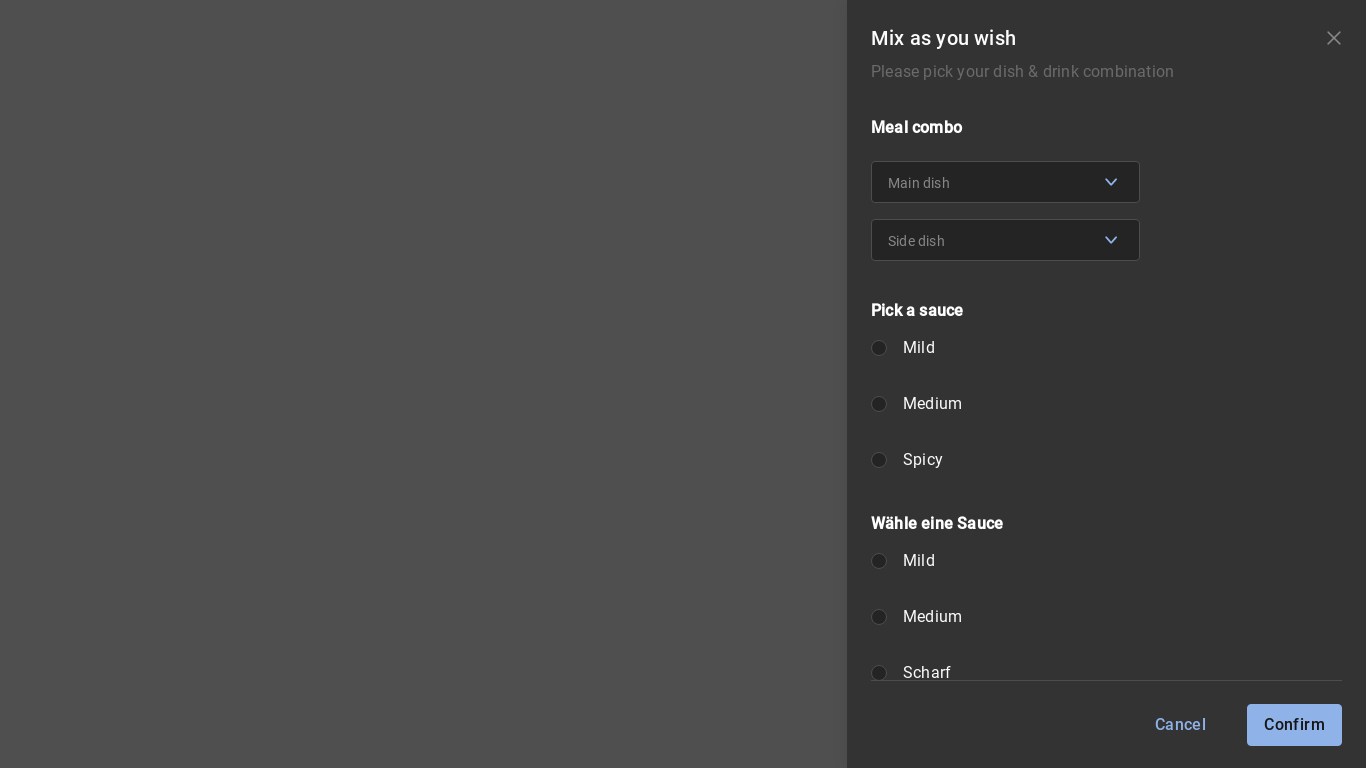 Mix as you wish
Please pick your dish & drink combination
Meal combo
Main dish
Side dish
Pick a sauce
Mild
Medium
Spicy
Wähle eine Sauce
Mild
Medium
Scharf
Cancel
Confirm